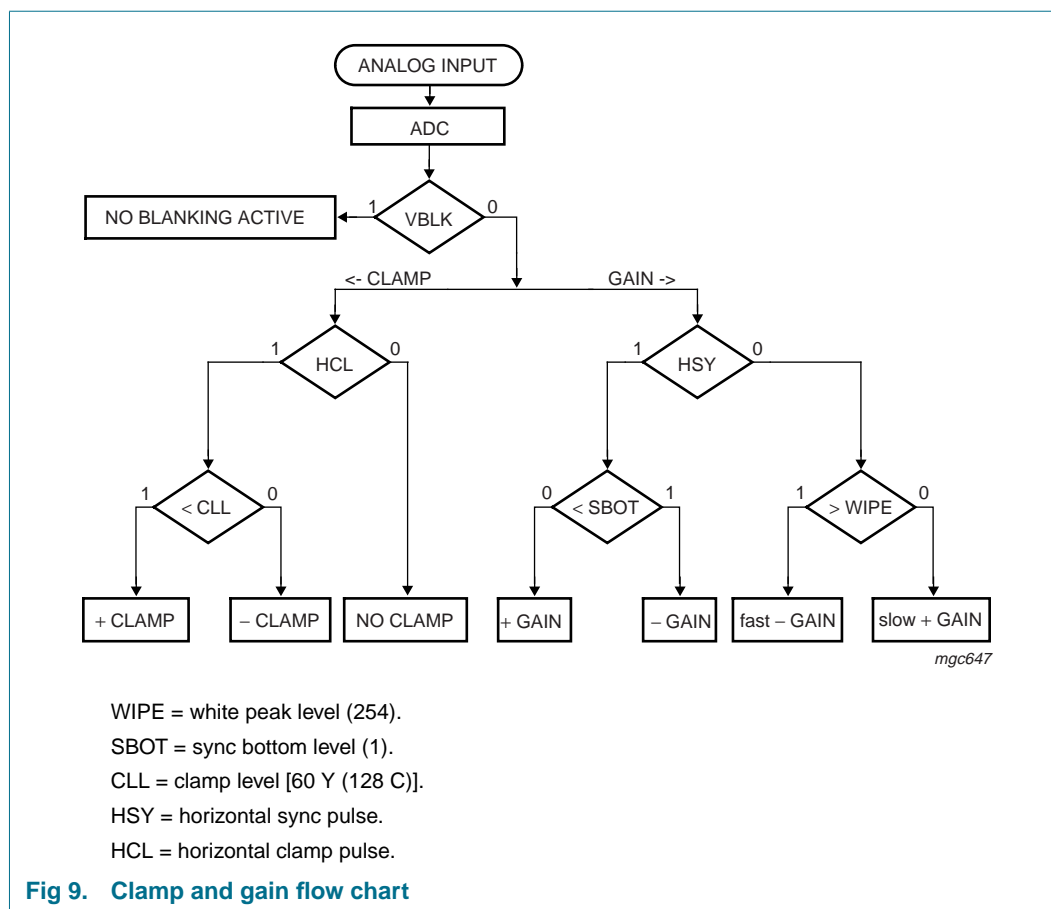 ANALOG INPUT
ADC
1 VBLK 0
NO BLANKING ACTIVE
<- CLAMP GAIN ->
1 HCL 0 1 HSY 0
1 < CLL 0 0 < SBOT 1 1 > WIPE 0
+ CLAMP − CLAMP NO CLAMP + GAIN − GAIN fast − GAIN slow + GAIN
mgc647
WIPE = white peak level (254).
SBOT = sync bottom level (1).
CLL = clamp level [60 Y (128 C)].
HSY = horizontal sync pulse.
HCL = horizontal clamp pulse.
Fig 9. Clamp and gain flow chart